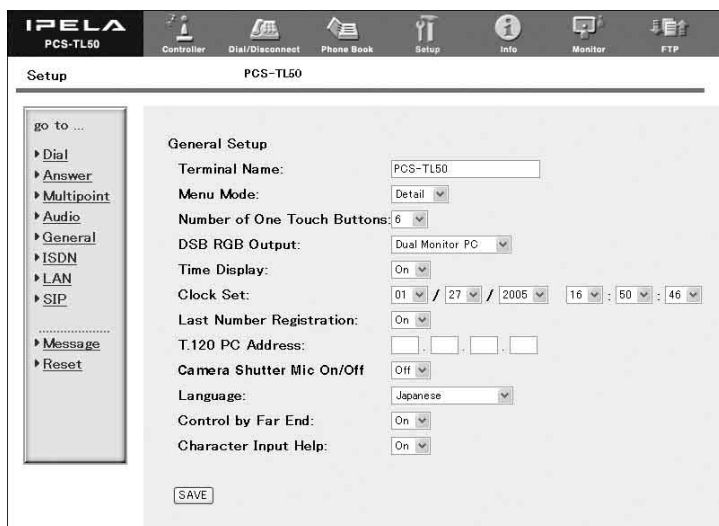 IPELA
PCS-TL50
Controller
Dial/Disconnect
Phone Book
Setup
Info
Monitor
FTP
Setup
PCS-TL50
go to ...
Dial
Answer
Multipoint
Audio
General
ISDN
LAN
SIP
Message
Reset
General Setup
Terminal Name: PCS-TL50
Menu Mode: Detail
Number of One Touch Buttons: 6
DSB RGB Output: Dual Monitor PC
Time Display: On
Clock Set: 01 / 27 / 2005 16 : 50 : 46
Last Number Registration: On
T.120 PC Address: . . .
Camera Shutter Mic On/Off Off
Language: Japanese
Control by Far End: On
Character Input Help: On
SAVE